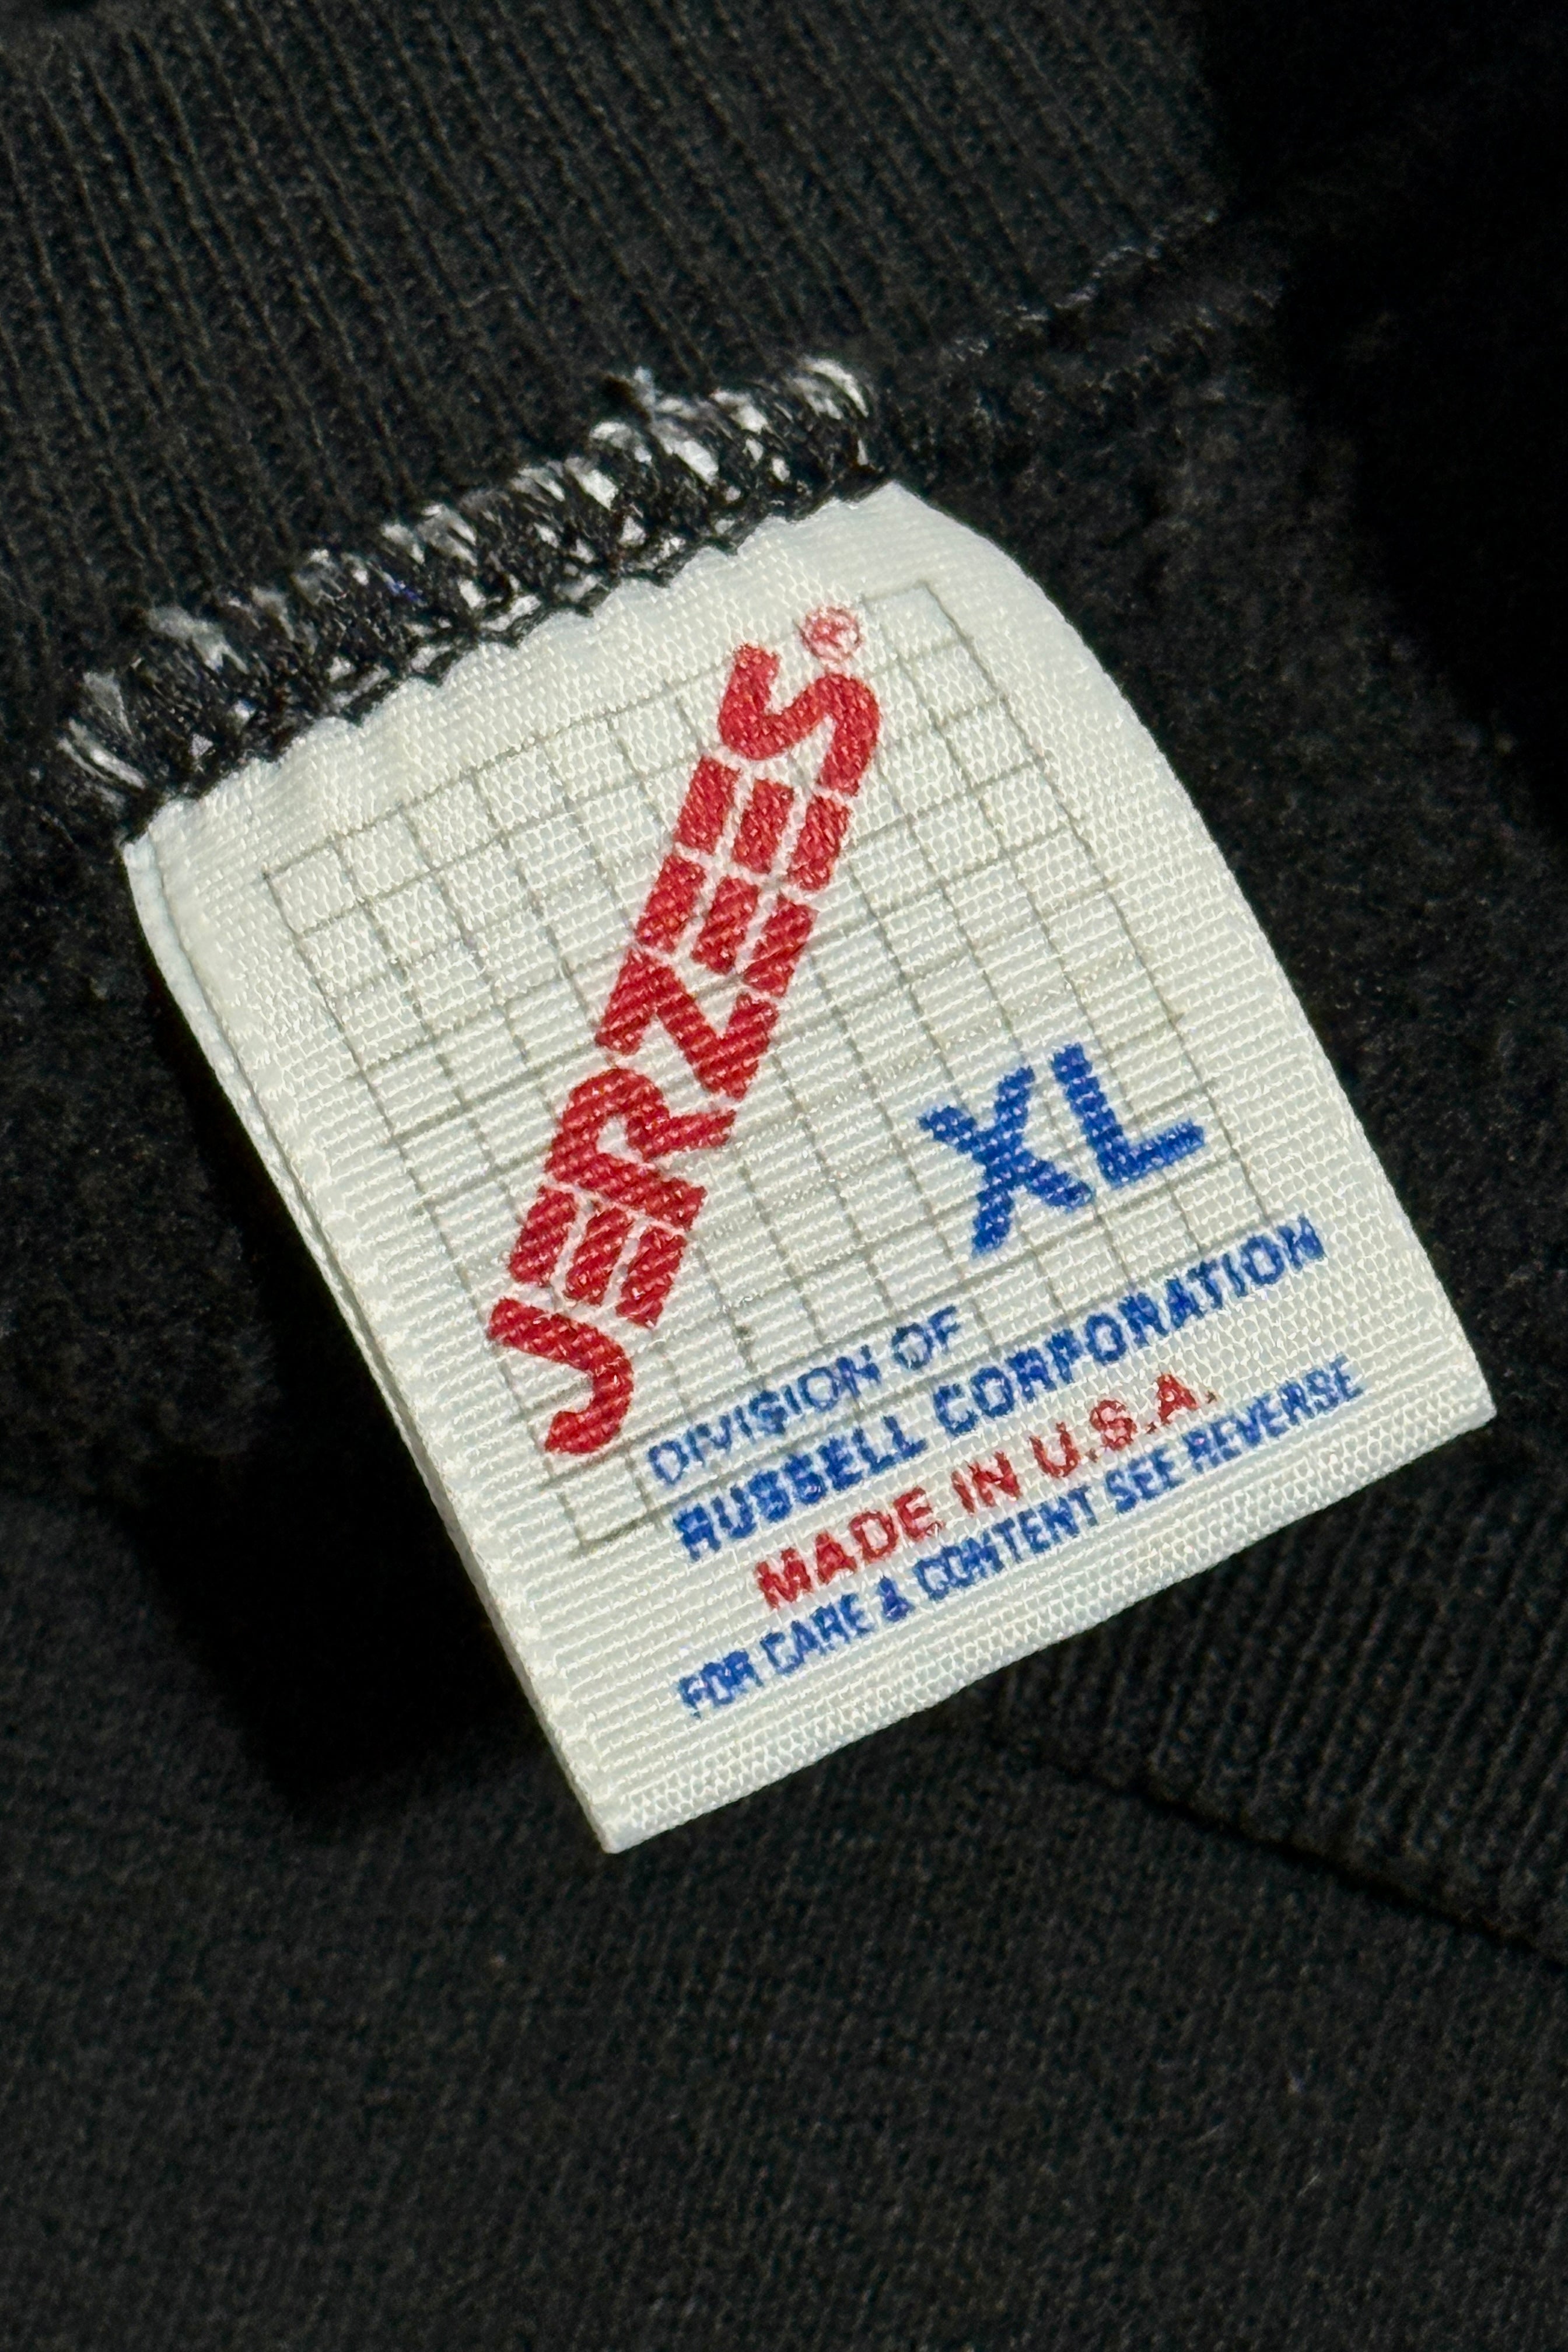 JERZEES®
XL
DIVISION OF
RUSSELL CORPORATION
MADE IN U.S.A.
FOR CARE & CONTENT SEE REVERSE